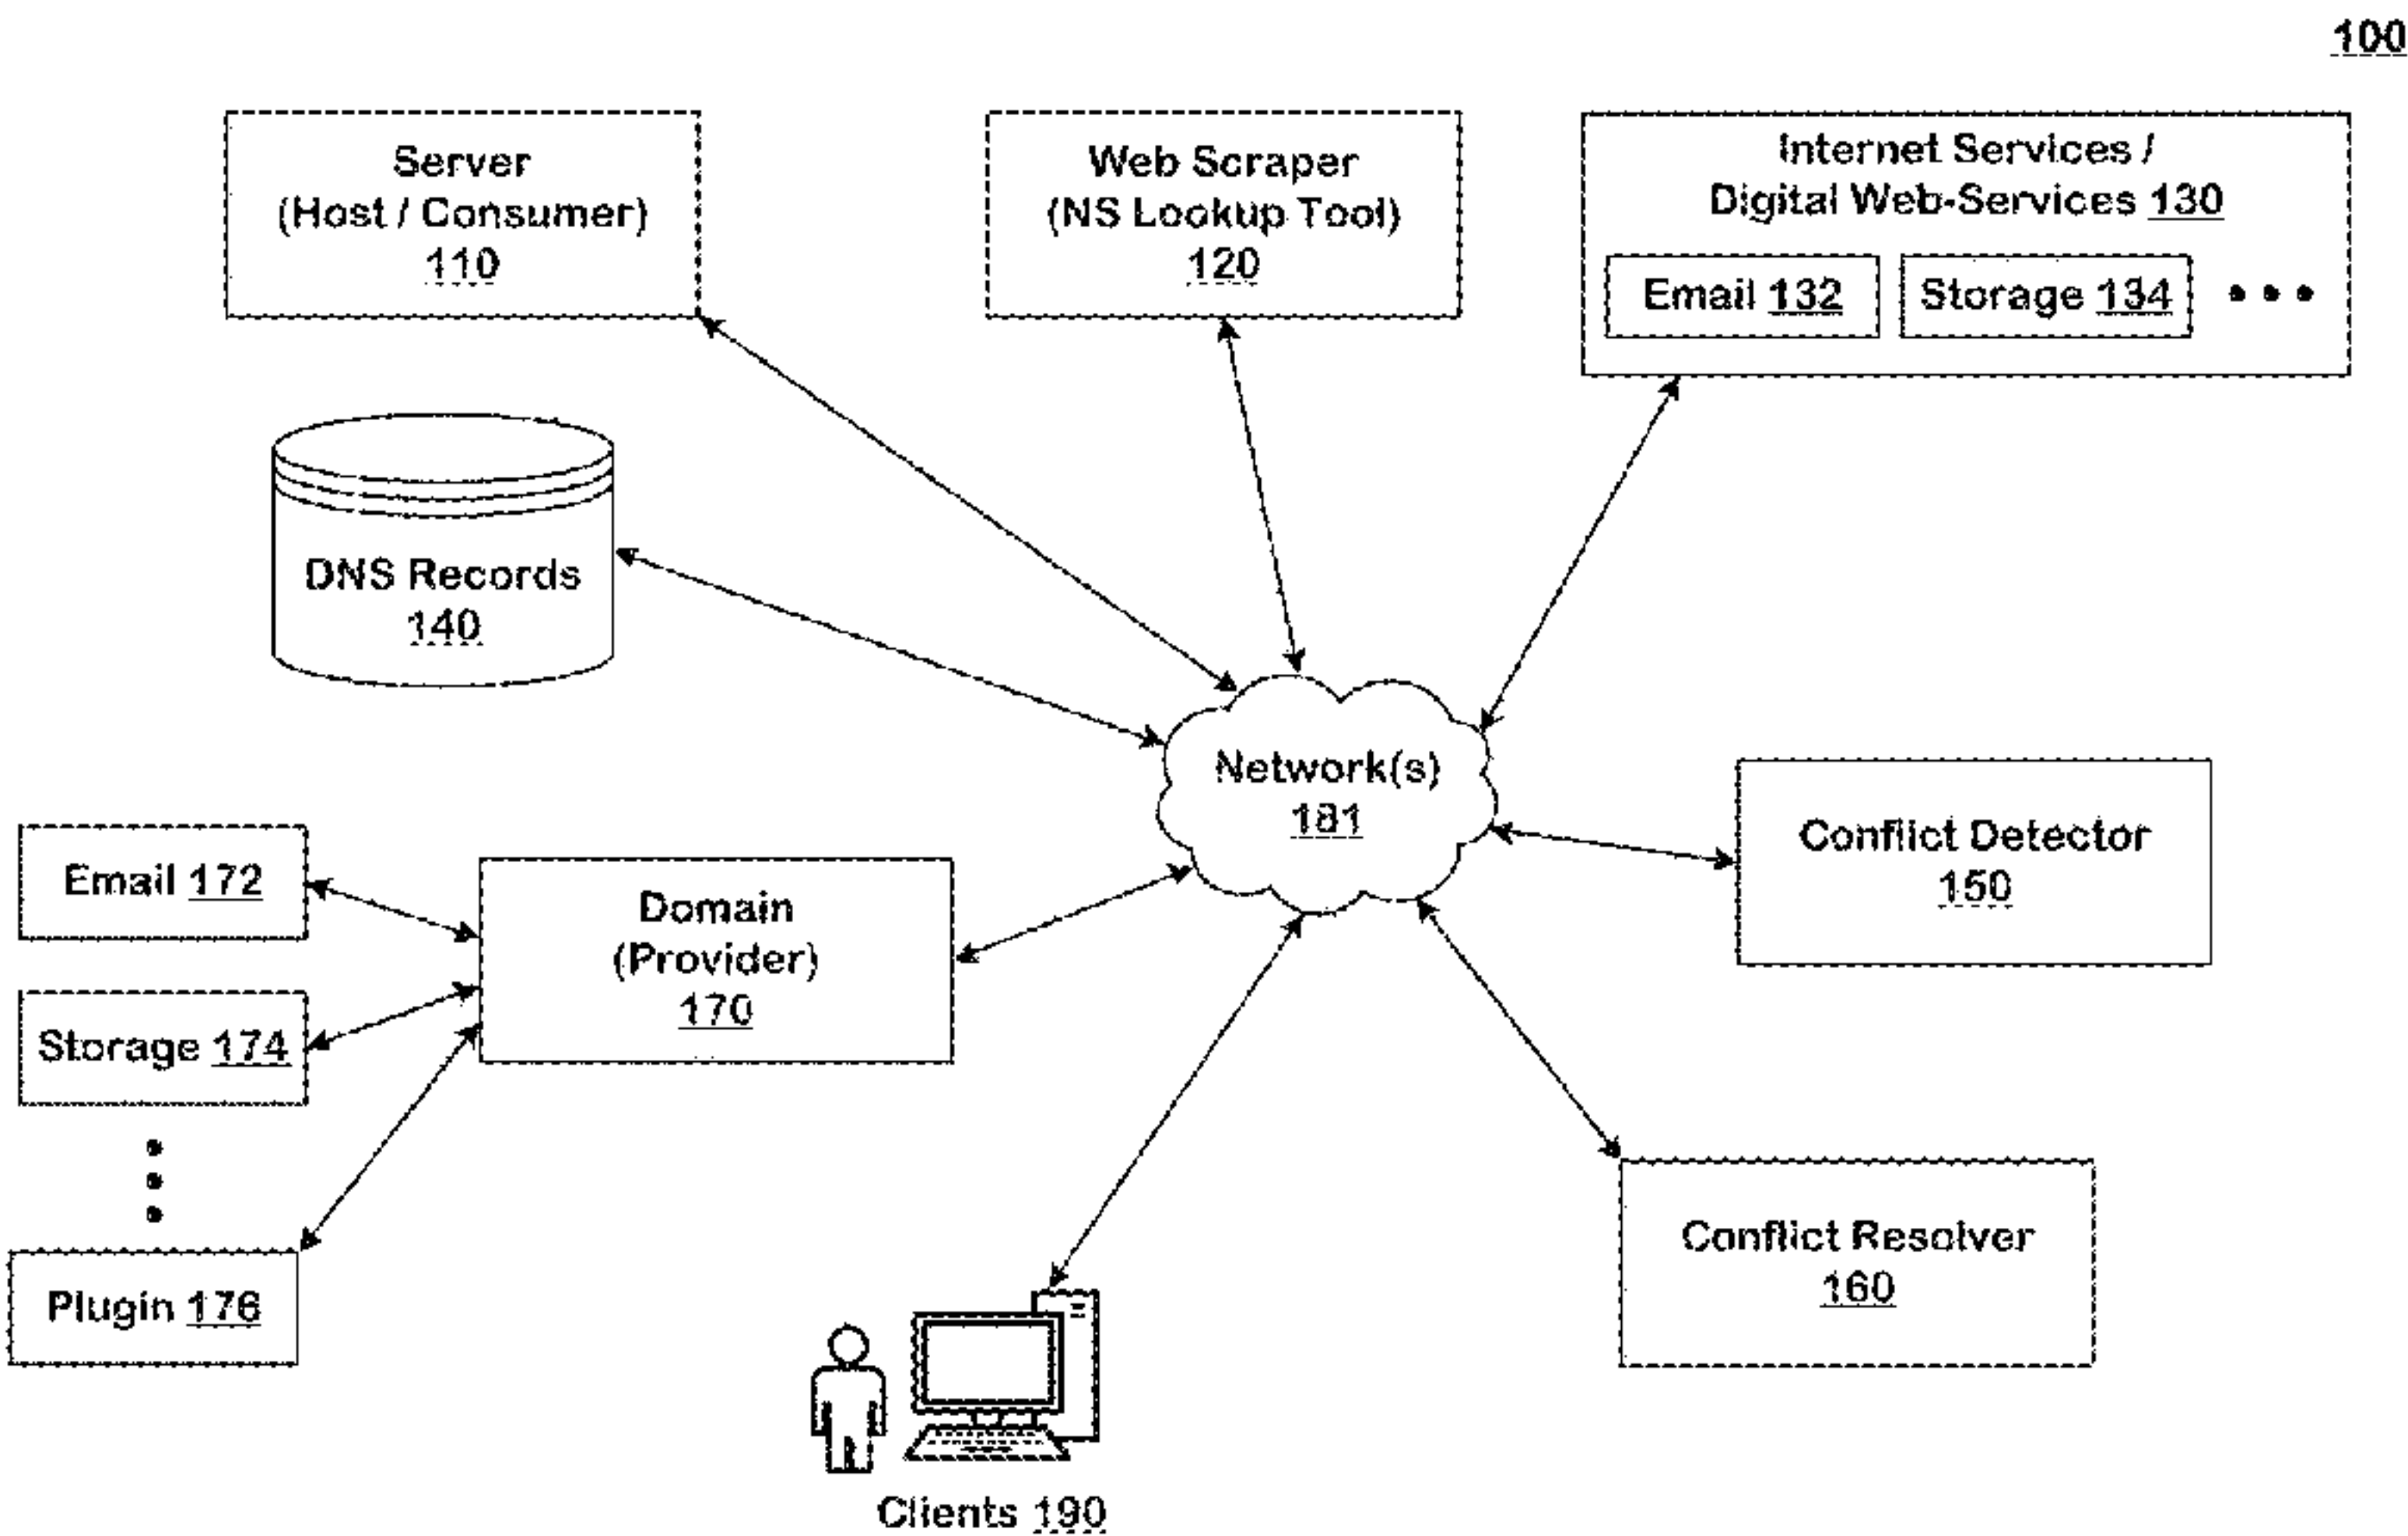 100
Server
(Host / Consumer)
110
Web Scraper
(NS Lookup Tool)
120
Internet Services /
Digital Web-Services 130
Email 132
Storage 134
DNS Records
140
Network(s)
181
Conflict Detector
150
Email 172
Domain
(Provider)
170
Storage 174
Plugin 176
Conflict Resolver
160
Clients 190